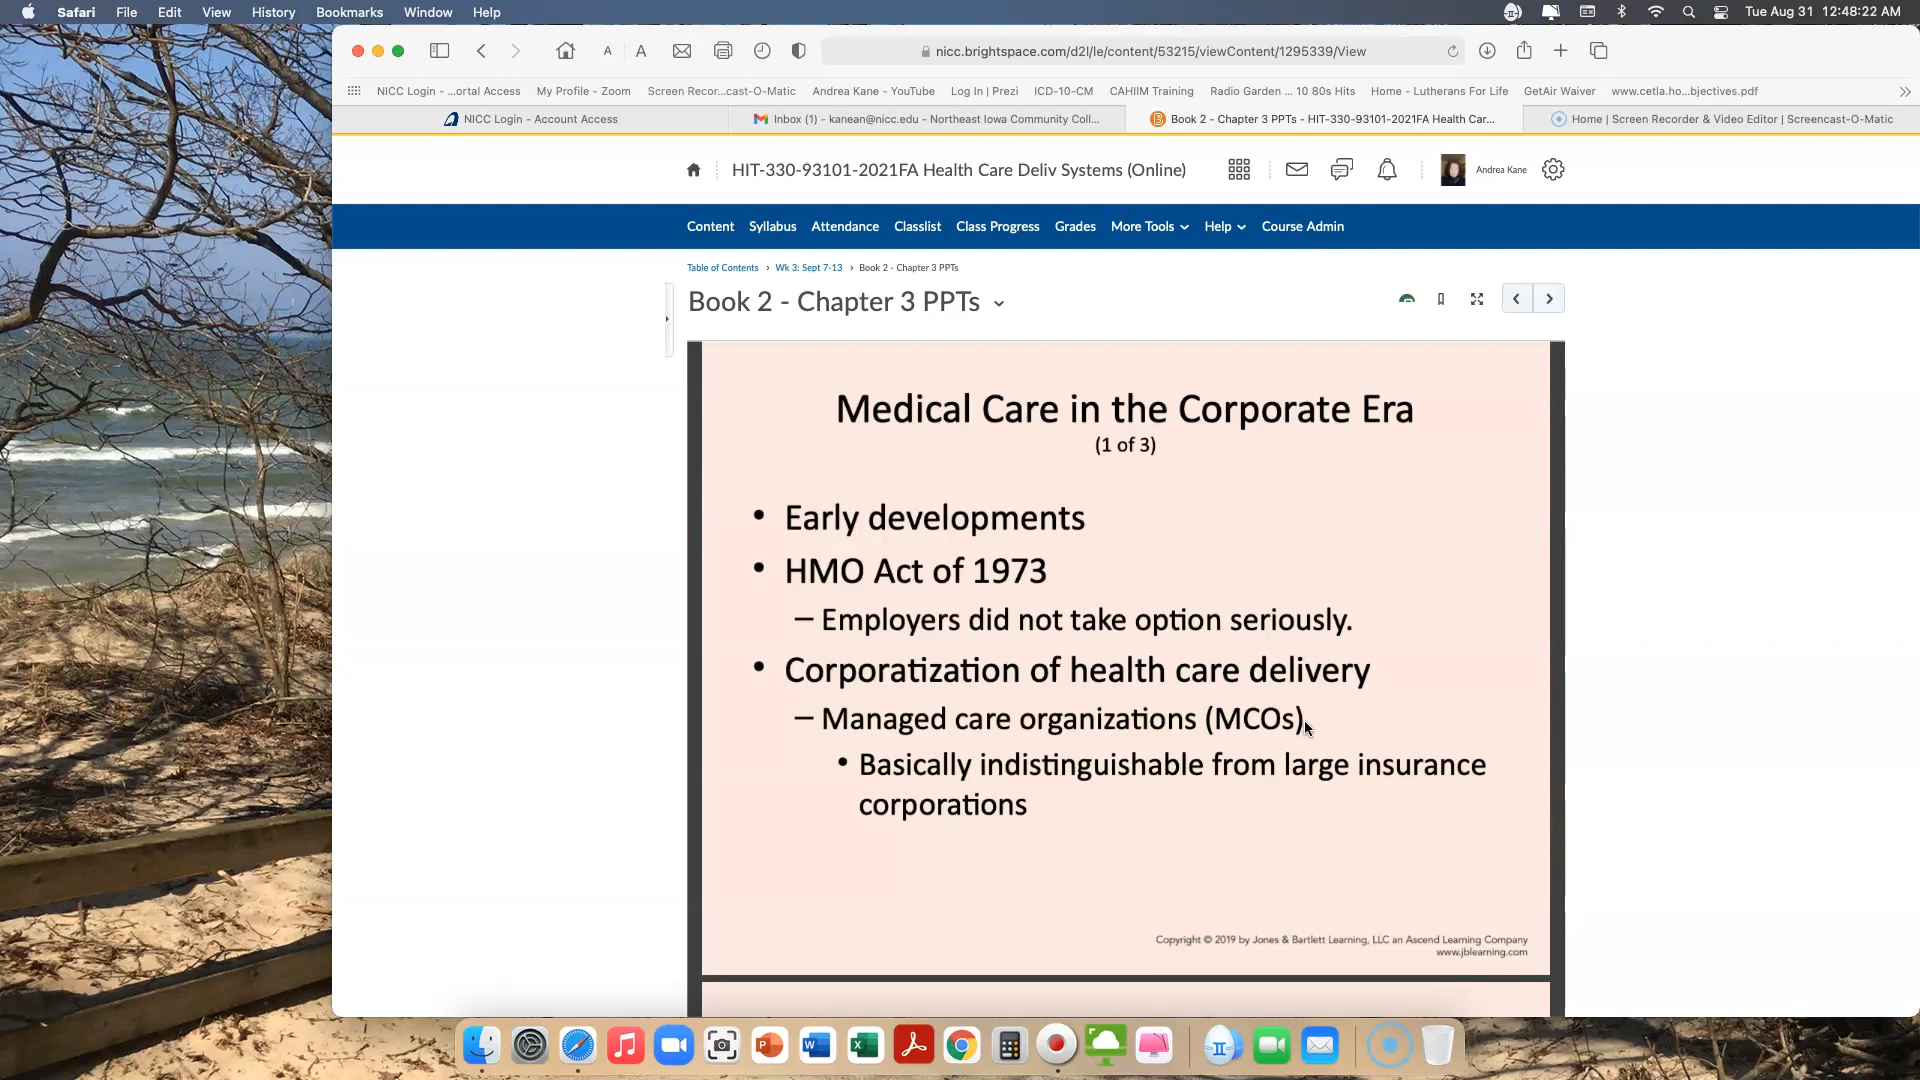 Safari File Edit View History Bookmarks Window Help Tue Aug 31 12:48:22 AM
A A nicc.brightspace.com/d2l/le/content/53215/viewContent/1295339/View
NICC Login - ...ortal Access My Profile - Zoom Screen Recor...cast-O-Matic Andrea Kane - YouTube Log In | Prezi ICD-10-CM CAHIIM Training Radio Garden ... 10 80s Hits Home - Lutherans For Life GetAir Waiver www.cetla.ho...bjectives.pdf
NICC Login - Account Access Inbox (1) - kanean@nicc.edu - Northeast Iowa Community Coll... Book 2 - Chapter 3 PPTs - HIT-330-93101-2021FA Health Car... Home | Screen Recorder & Video Editor | Screencast-O-Matic
HIT-330-93101-2021FA Health Care Deliv Systems (Online) Andrea Kane
Content Syllabus Attendance Classlist Class Progress Grades More Tools Help Course Admin
Table of Contents › Wk 3: Sept 7-13 › Book 2 - Chapter 3 PPTs
Book 2 - Chapter 3 PPTs
Medical Care in the Corporate Era
(1 of 3)
• Early developments
• HMO Act of 1973
– Employers did not take option seriously.
• Corporatization of health care delivery
– Managed care organizations (MCOs)
• Basically indistinguishable from large insurance
corporations
Copyright © 2019 by Jones & Bartlett Learning, LLC an Ascend Learning Company
www.jblearning.com